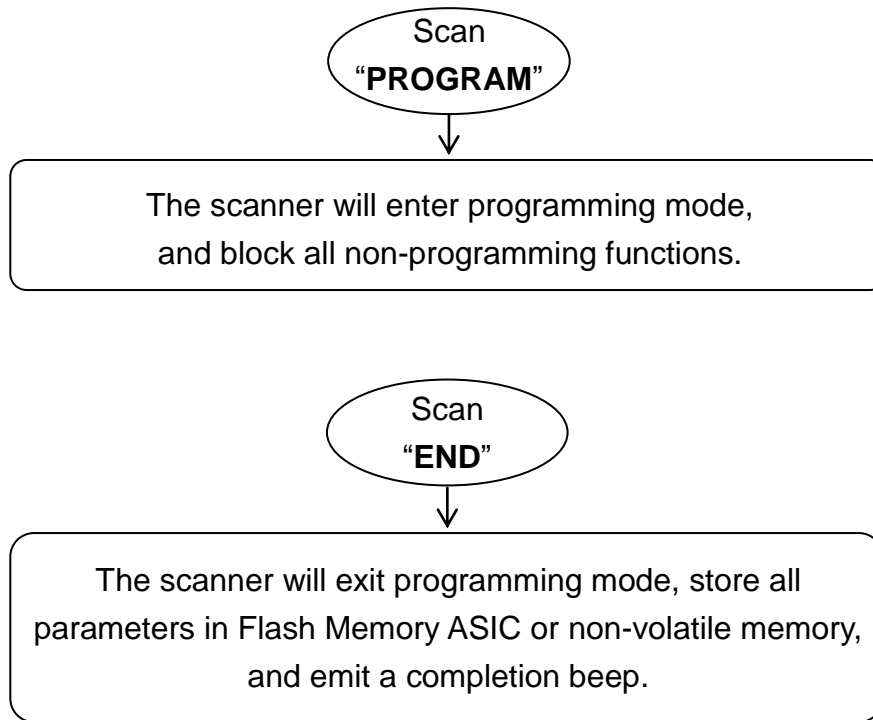 Scan
“PROGRAM”
The scanner will enter programming mode,
and block all non-programming functions.
Scan
“END”
The scanner will exit programming mode, store all
parameters in Flash Memory ASIC or non-volatile memory,
and emit a completion beep.